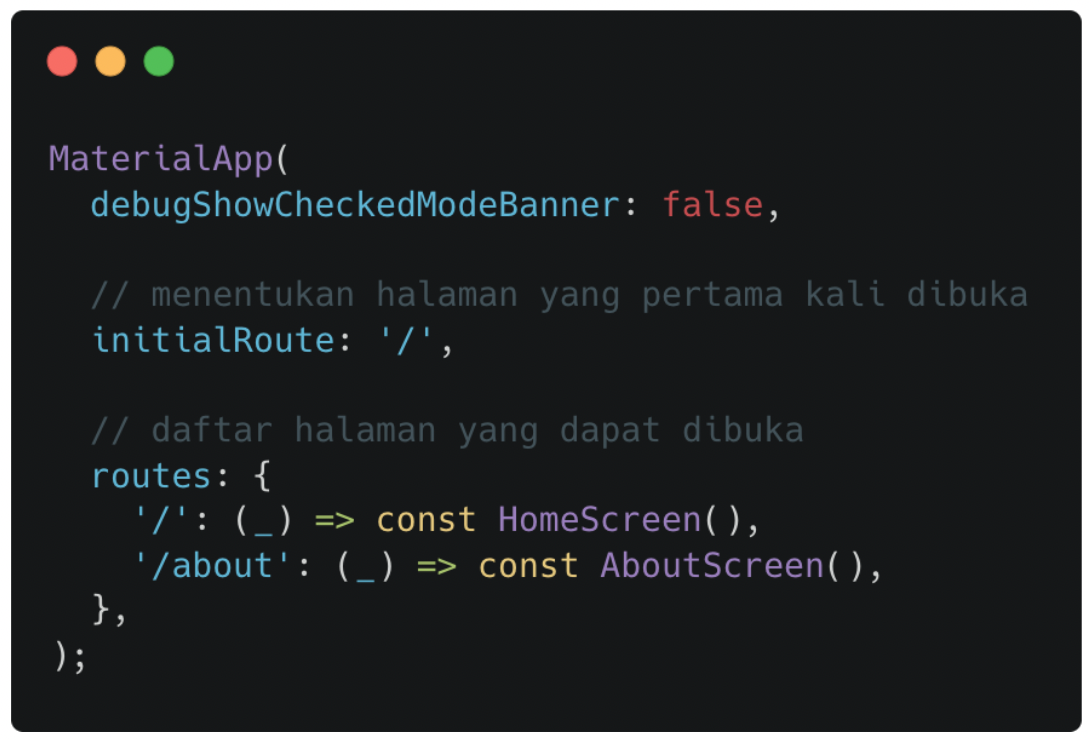 MaterialApp(
debugShowCheckedModeBanner: false,
// menentukan halaman yang pertama kali dibuka
initialRoute: '/',
// daftar halaman yang dapat dibuka
routes: {
'/': (_) => const HomeScreen(),
'/about': (_) => const AboutScreen(),
},
);